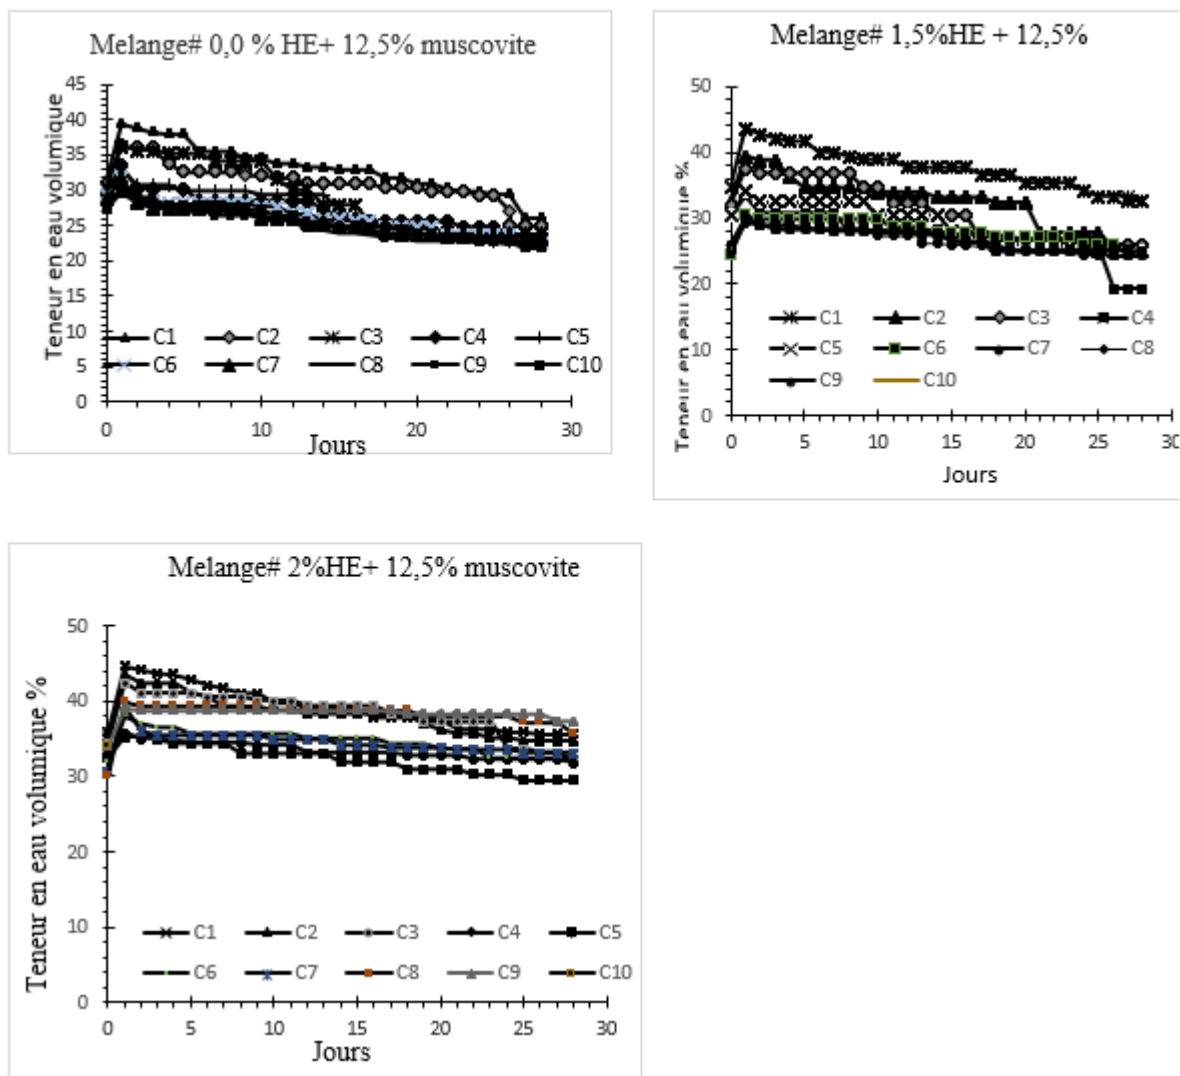 Melange# 0,0 % HE+ 12,5% muscovite
Teneur en eau volumique
45
40
35
30
25
20
15
10
5
0
C1 C2 C3 C4 C5
C6 C7 C8 C9 C10
0 10 20 30
Jours
Melange# 1,5%HE + 12,5%
Teneur en eau volumique %
50
40
30
20
10
0
C1 C2 C3 C4
C5 C6 C7 C8
C9 C10
0 5 10 15 20 25 30
Jours
Melange# 2%HE+ 12,5% muscovite
Teneur en eau volumique %
50
40
30
20
10
0
C1 C2 C3 C4 C5
C6 C7 C8 C9 C10
0 5 10 15 20 25 30
Jours